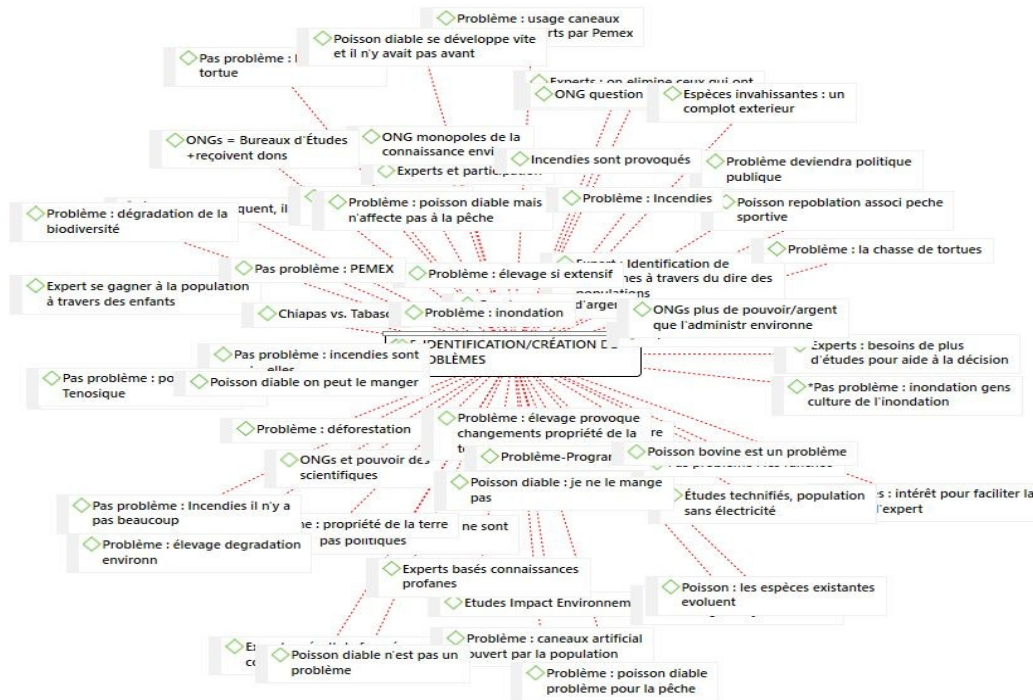 Problème : usage caneaux
rts par Pemex
Poisson diable se développe vite
et il n'y avait pas avant
Pas problème :
tortue
Experts : on elimine ceux qui ont
ONG question
Espèces invahissantes : un
complot exterieur
ONGs = Bureaux d'Études
+reçoivent dons
ONG monopoles de la
connaissance envi
Incendies sont provoqués
Experts et participation
Problème deviendra politique
publique
Problème : poisson diable mais
n'affecte pas à la pêche
Problème : Incendies
Poisson repoblation associ peche
sportive
Problème : dégradation de la
biodiversité
quent, il
Problème : la chasse de tortues
Pas problème : PEMEX
Problème : élevage si extensif
Expert : Identification de
nes à travers du dire des
populations
d'argen
Expert se gagner à la population
à travers des enfants
Chiapas vs. Tabasc
Problème : inondation
ONGs plus de pouvoir/argent
que l'administr environne
IDENTIFICATION/CRÉATION DE
PROBLÈMES
Experts : besoins de plus
d'études pour aide à la décision
Pas problème : incendies sont
elles
Pas problème : po
Tenosique
Poisson diable on peut le manger
*Pas problème : inondation gens
culture de l'inondation
Problème : déforestation
Problème : élevage provoque
changements propriété de la
re
Poisson bovine est un problème
ONGs et pouvoir des
scientifiques
Problème-Program
Poisson diable : je ne le mange
pas
Études technifiés, population
sans électricité
s : intérêt pour faciliter la
l'expert
Pas problème : Incendies il n'y a
pas beaucoup
me : propriété de la terre
ne sont
pas politiques
Problème : élevage degradation
environn
Experts basés connaissances
profanes
Etudes Impact Environnem
Poisson : les espèces existantes
evoluent
Problème : caneaux artificial
ouvert par la population
Poisson diable n'est pas un
problème
Problème : poisson diable
problème pour la pêche